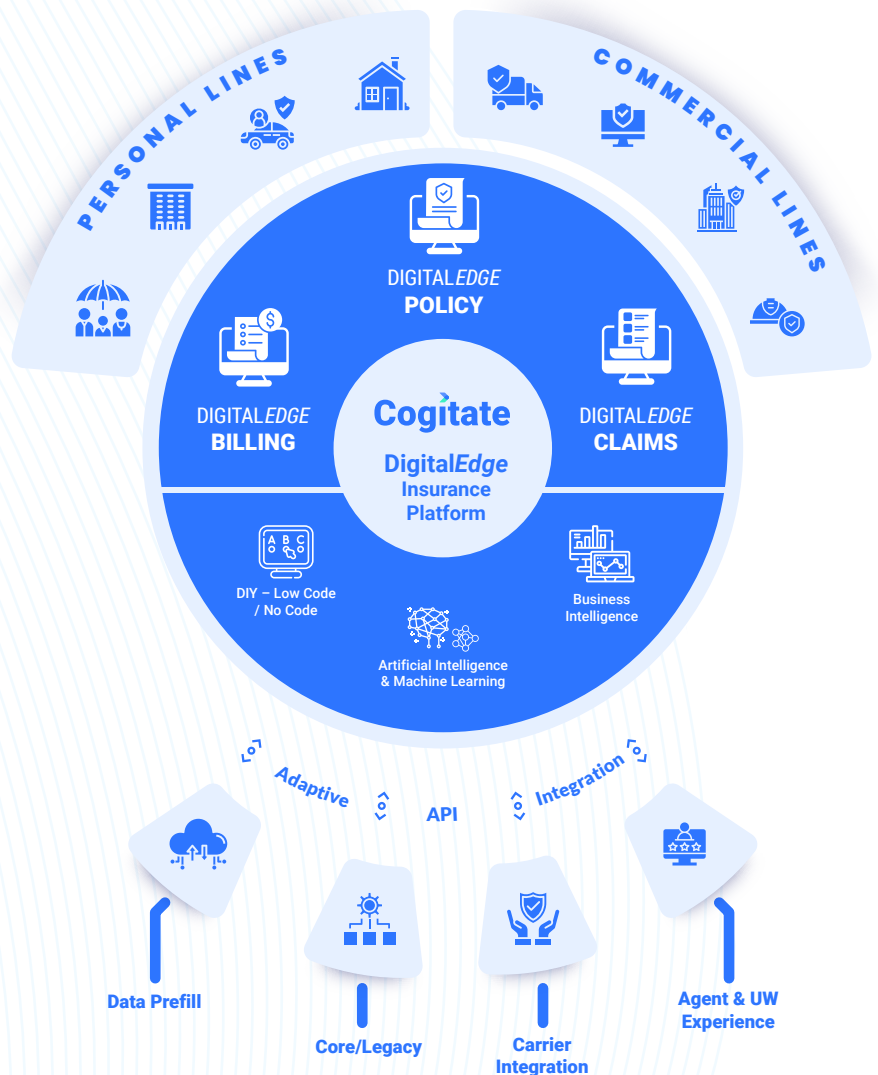 PERSONAL LINES
COMMERCIAL LINES
DIGITALEDGE
POLICY
$
DIGITALEDGE
BILLING
DIGITALEDGE
CLAIMS
Cogitate
DigitalEdge
Insurance
Platform
A B C
DIY – Low Code
/ No Code
Artificial Intelligence
& Machine Learning
Business
Intelligence
Adaptive
API
Integration
Data Prefill
Core/Legacy
Carrier
Integration
Agent & UW
Experience